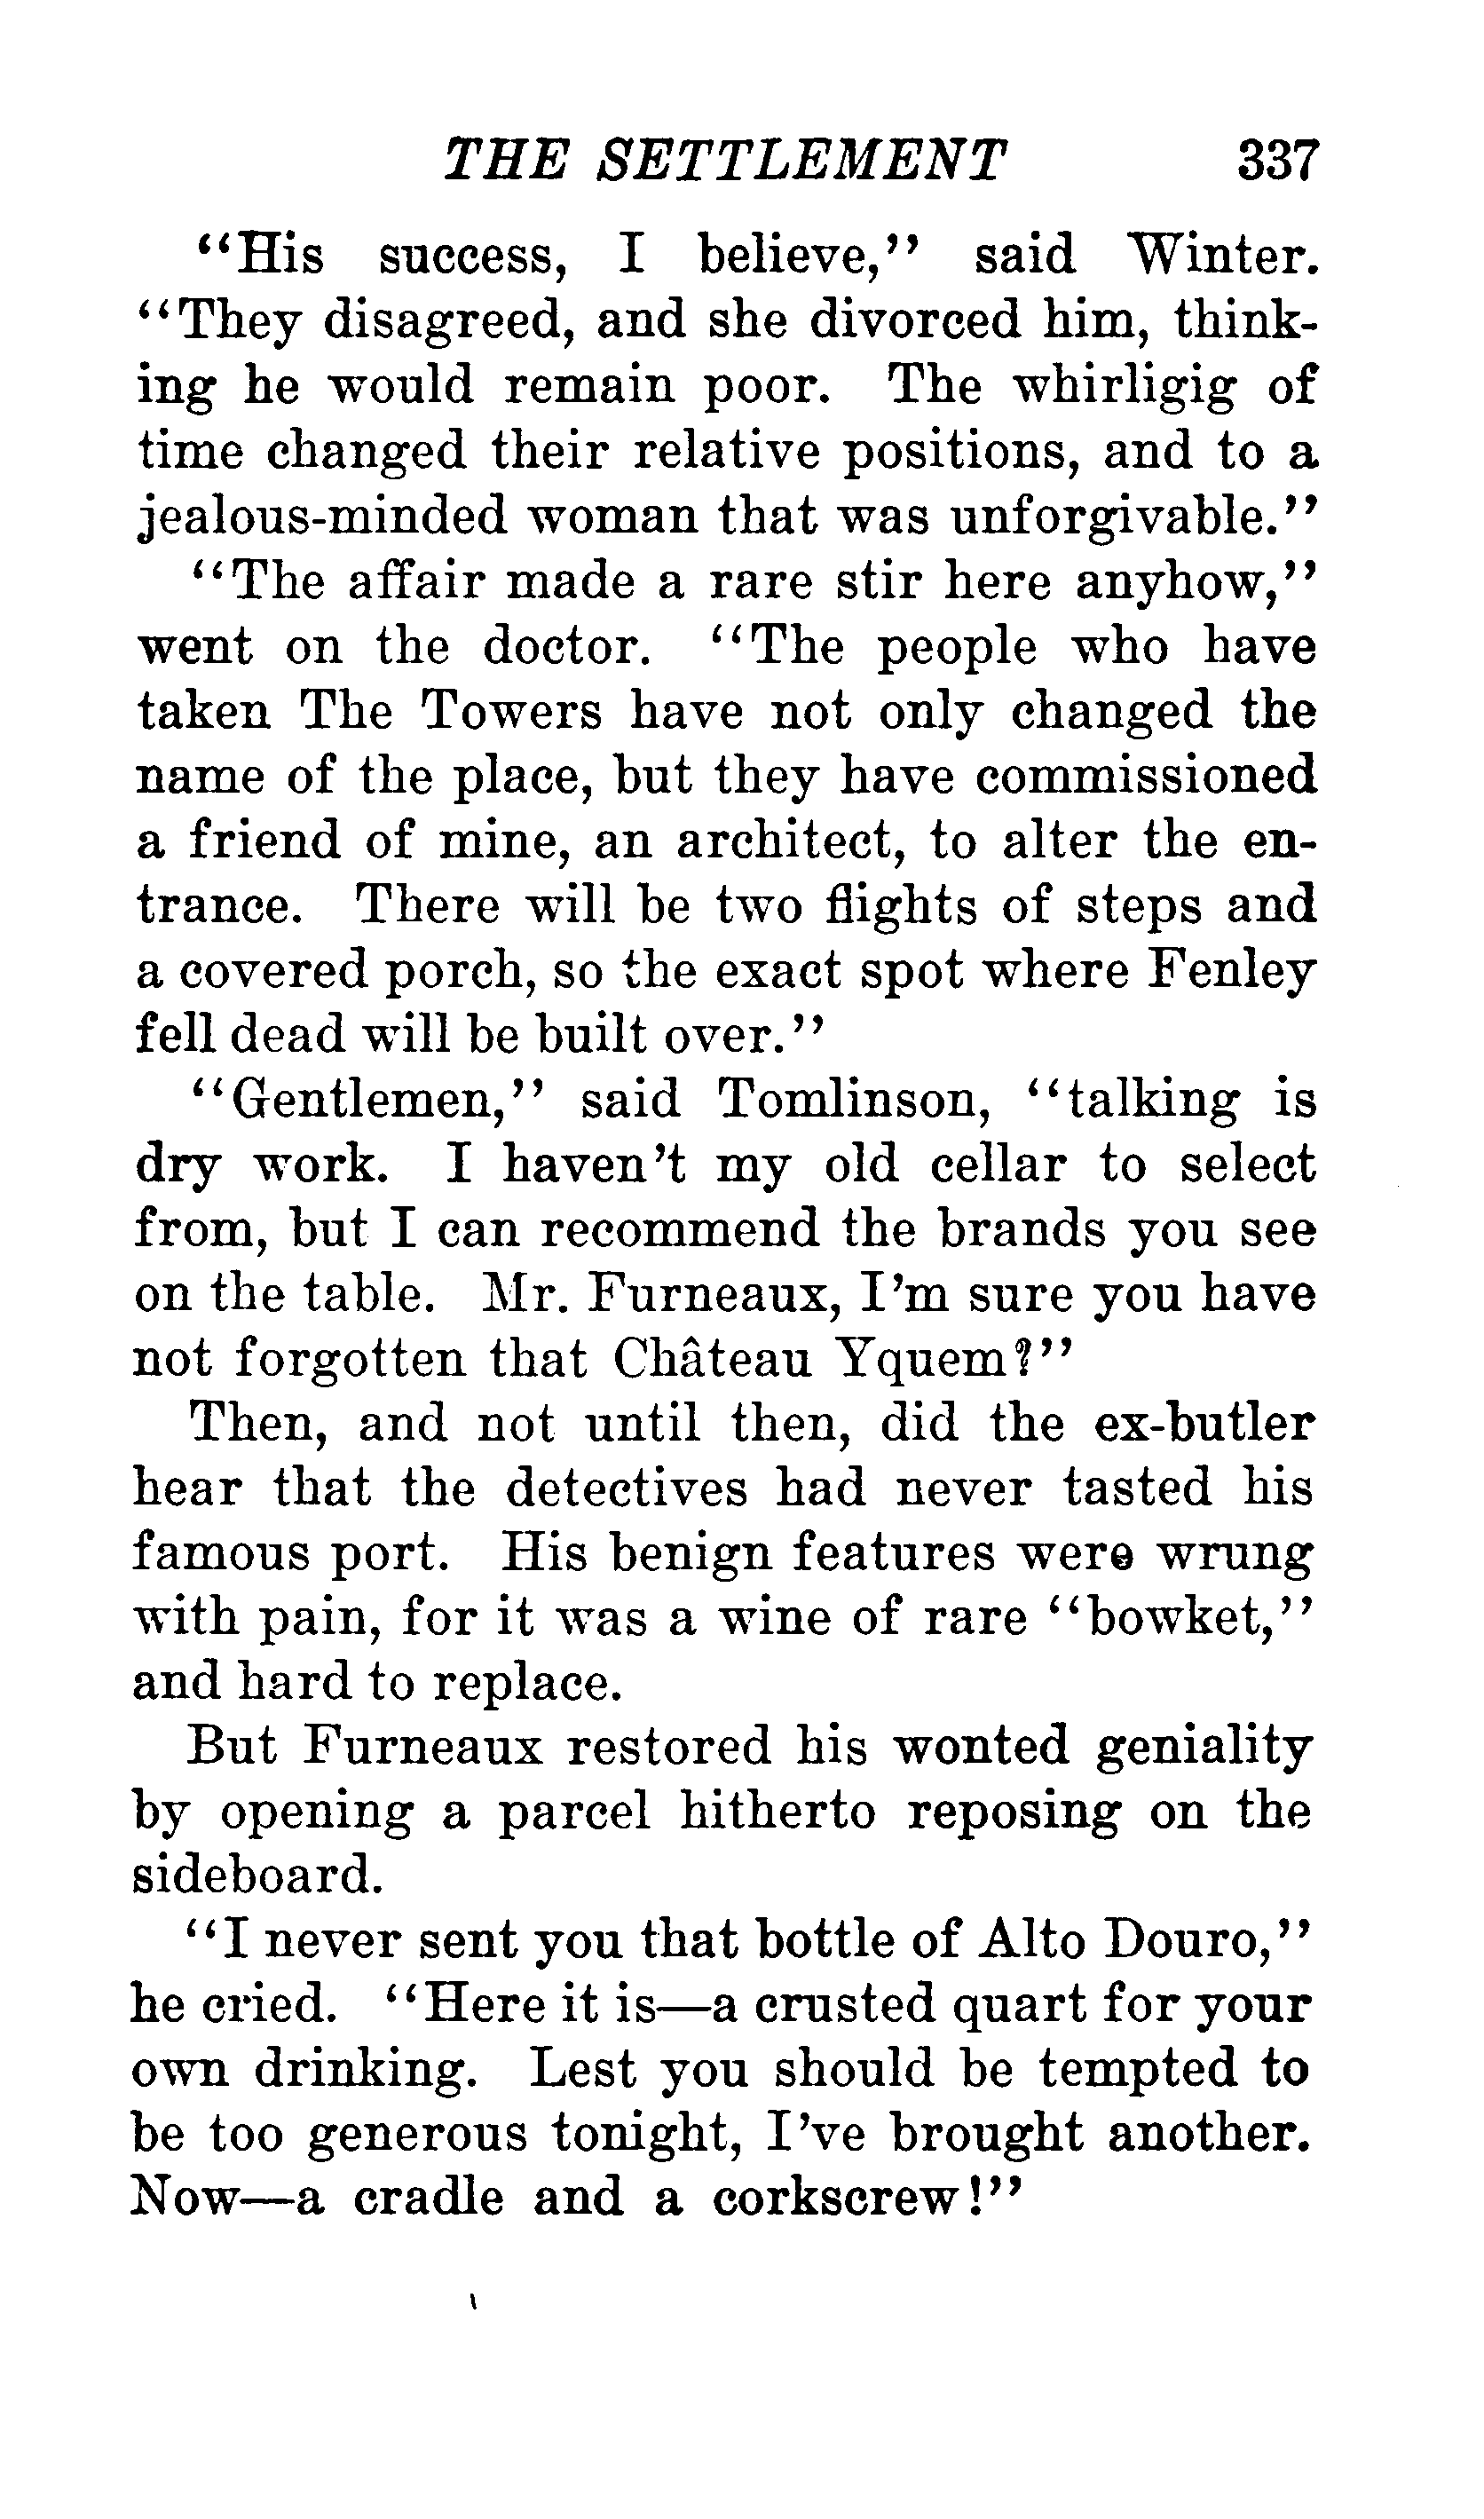 THE SETTLEMENT 337
"His success, I believe," said Winter.
"They disagreed, and she divorced him, think-
ing he would remain poor. The whirligig of
time changed their relative positions, and to a
jealous-minded woman that was unforgivable."
"The affair made a rare stir here anyhow,"
went on the doctor. "The people who have
taken The Towers have not only changed the
name of the place, but they have commissioned
a friend of mine, an architect, to alter the en-
trance. There will be two flights of steps and
a covered porch, so the exact spot where Fenley
fell dead will be built over."
"Gentlemen," said Tomlinson, "talking is
dry work. I haven't my old cellar to select
from, but I can recommend the brands you see
on the table. Mr. Furneaux, I'm sure you have
not forgotten that Château Yquem?"
Then, and not until then, did the ex-butler
hear that the detectives had never tasted his
famous port. His benign features were wrung
with pain, for it was a wine of rare "bowket,"
and hard to replace.
But Furneaux restored his wonted geniality
by opening a parcel hitherto reposing on the
sideboard.
"I never sent you that bottle of Alto Douro,"
he cried. "Here it is—a crusted quart for your
own drinking. Lest you should be tempted to
be too generous tonight, I've brought another.
Now—a cradle and a corkscrew!"